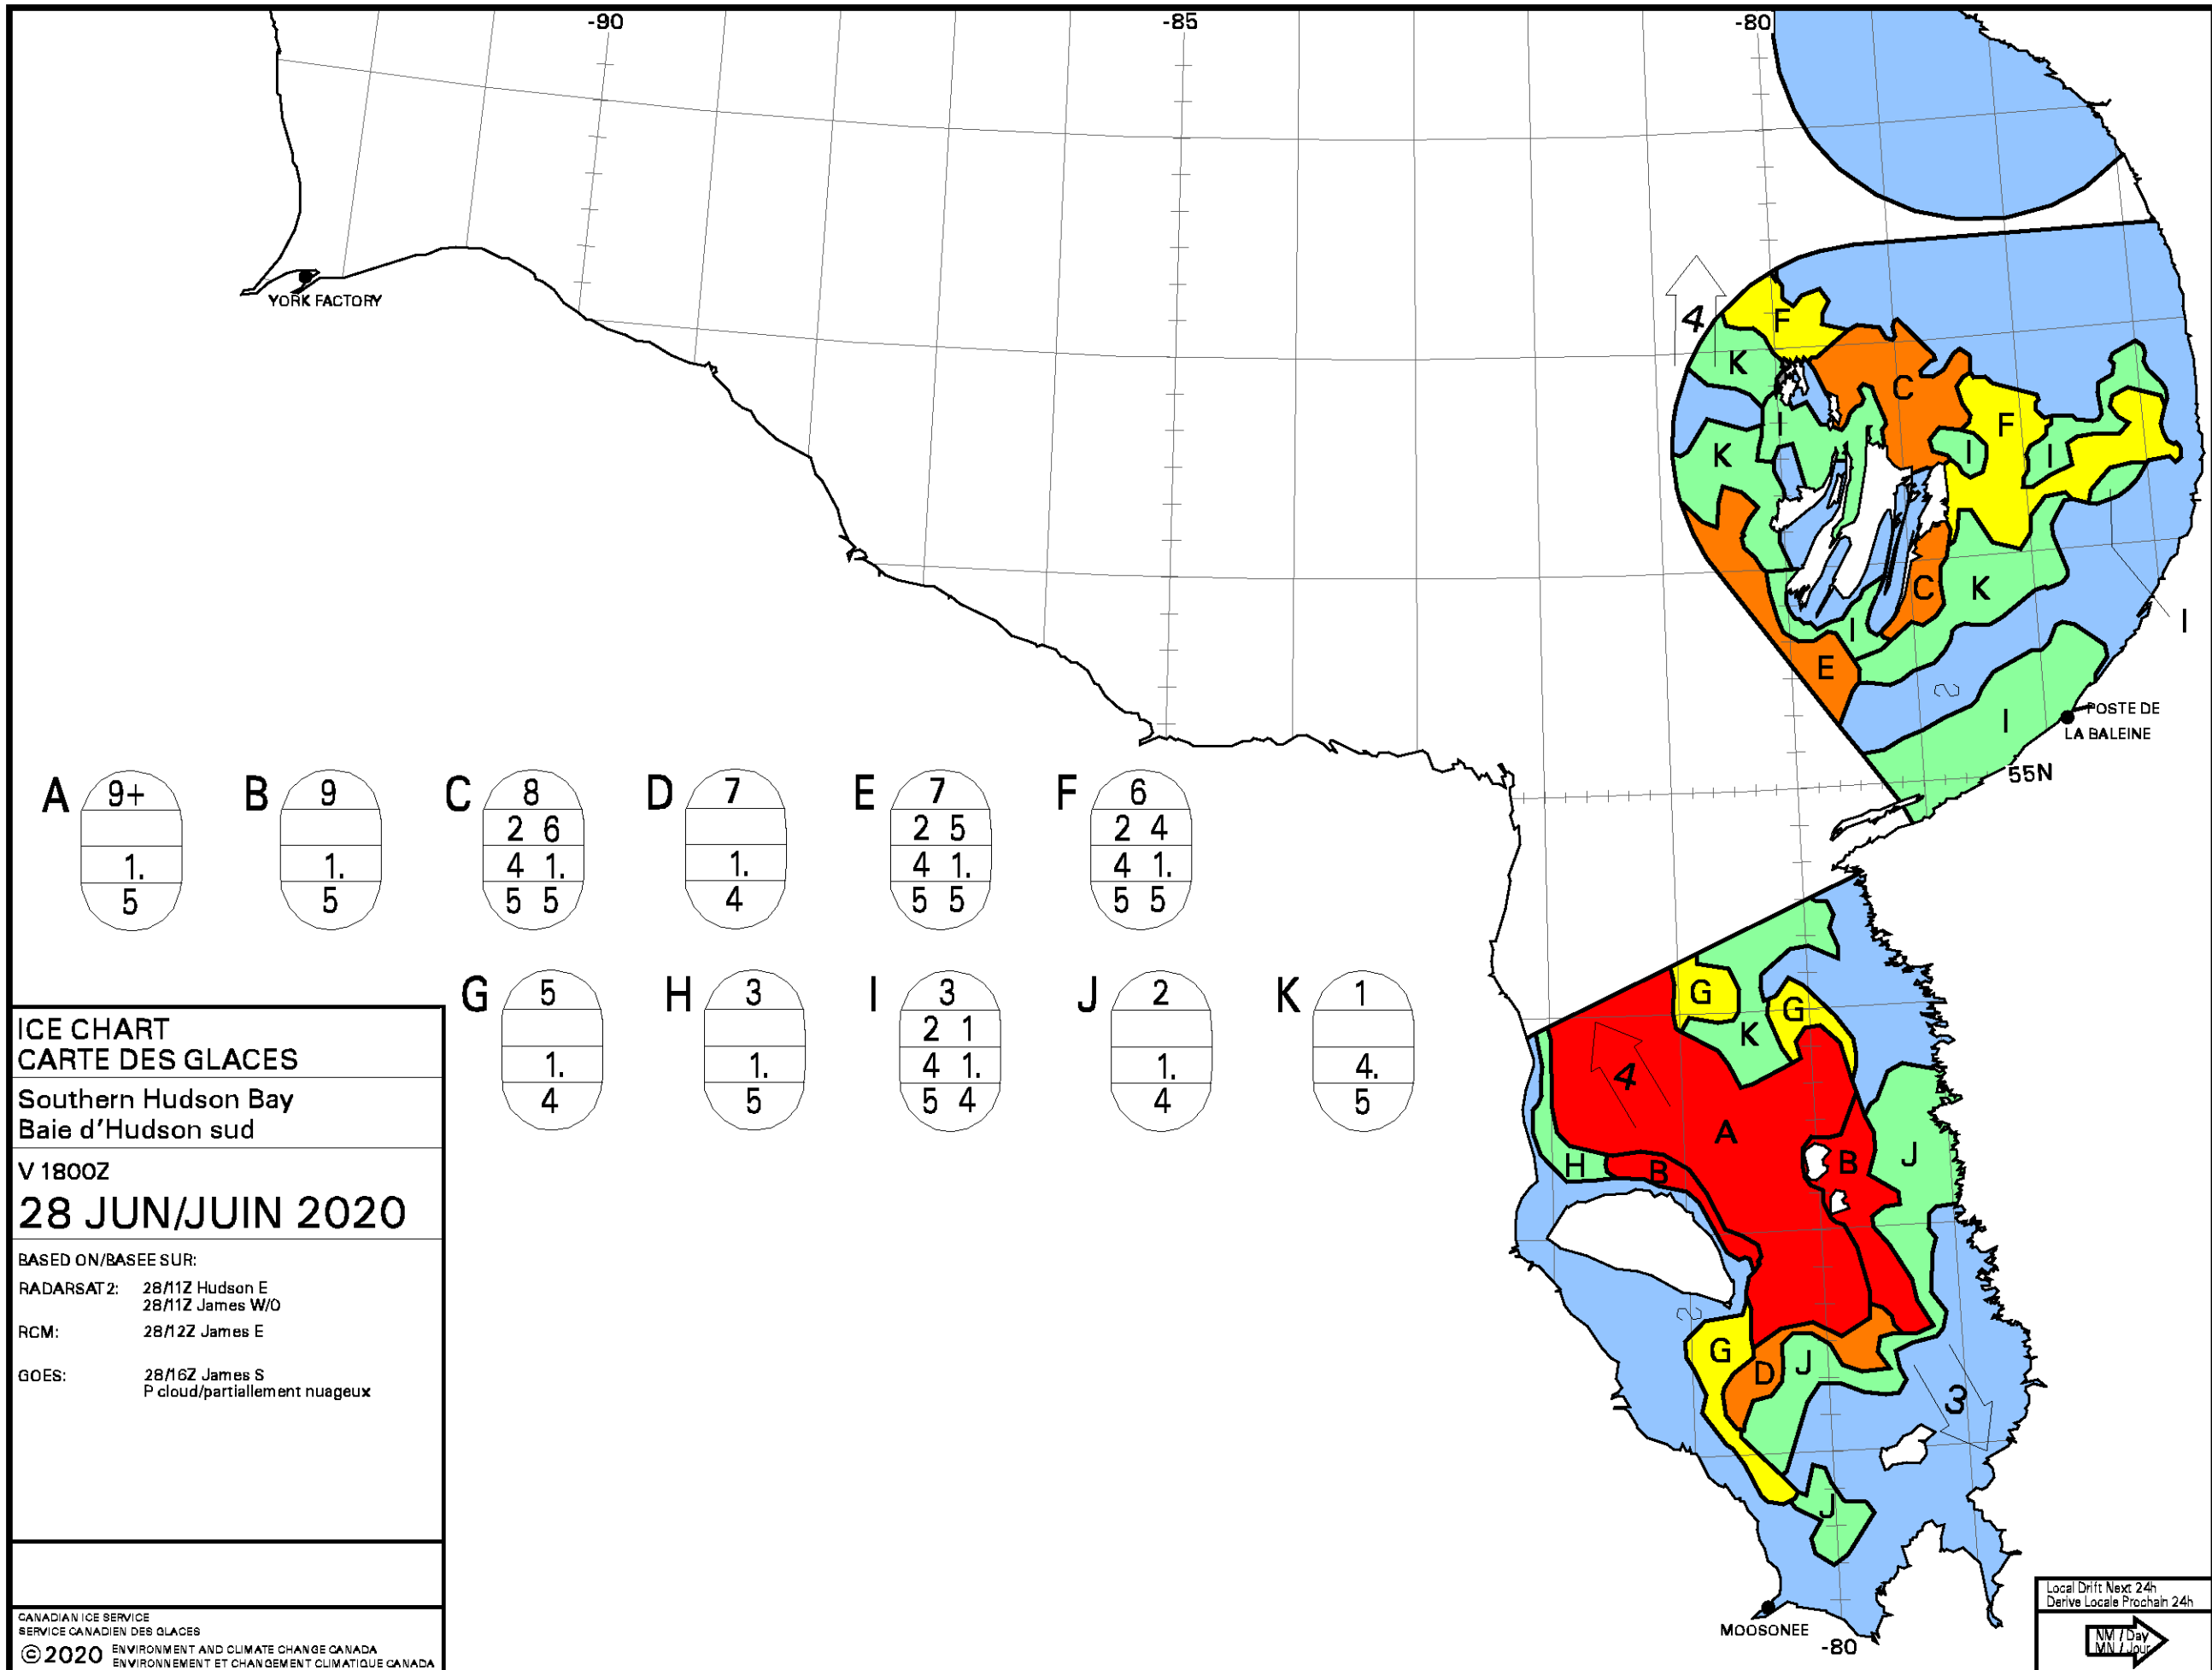 -90
-85
-80
YORK FACTORY
4
F
K
C
F
I
K
I
I
C
K
I
I
E
I
POSTE DE
LA BALEINE
55N
A
9+
1.
5
B
9
1.
5
C
8
2 6
4 1.
5 5
D
7
1.
4
E
7
2 5
4 1.
5 5
F
6
2 4
4 1.
5 5
G
5
1.
4
H
3
1.
5
I
3
2 1
4 1.
5 4
J
2
1.
4
K
1
4.
5
G
G
K
4
A
B
J
H
B
G
D
J
3
J
MOOSONEE
-80
ICE CHART
CARTE DES GLACES
Southern Hudson Bay
Baie d'Hudson sud
V 1800Z
28 JUN/JUIN 2020
BASED ON/BASEE SUR:
RADARSAT2: 28/11Z Hudson E
28/11Z James W/O
RCM: 28/12Z James E
GOES: 28/16Z James S
P cloud/partiallement nuageux
CANADIAN ICE SERVICE
SERVICE CANADIEN DES GLACES
©2020 ENVIRONMENT AND CLIMATE CHANGE CANADA
ENVIRONNEMENT ET CHANGEMENT CLIMATIQUE CANADA
Local Drift Next 24h
Derive Locale Prochain 24h
NM / Day
MN / Jour